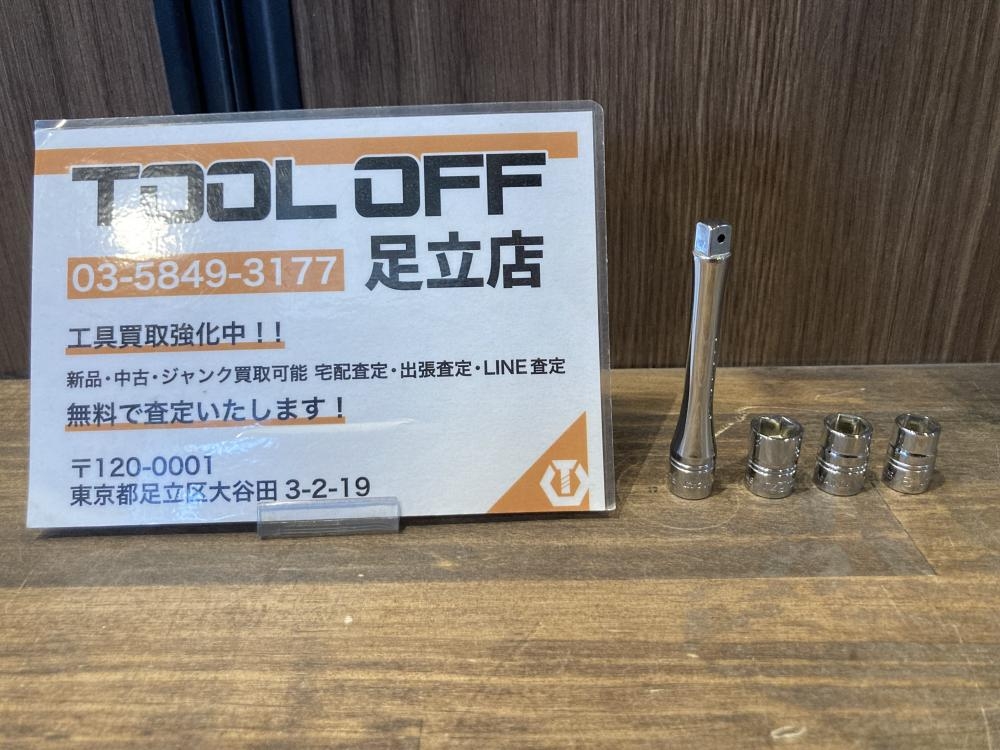 TOOL OFF
03-5849-3177 足立店
工具買取強化中！！
新品・中古・ジャンク買取可能 宅配査定・出張査定・LINE査定
無料で査定いたします！
〒120-0001
東京都足立区大谷田 3-2-19